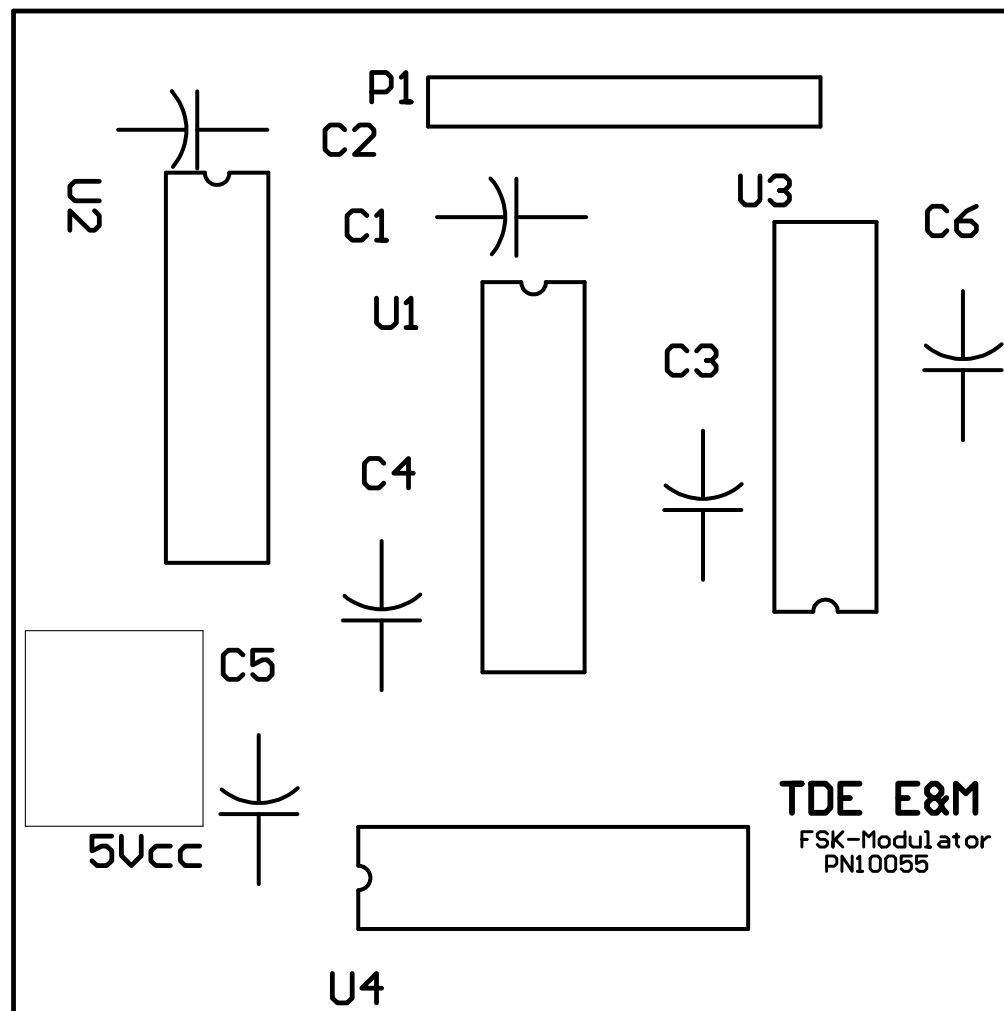 P1
C2
U2
C1
U3
C6
U1
C3
C4
C5
TDE E&M
FSK-Modulator
PN10055
5Vcc
U4